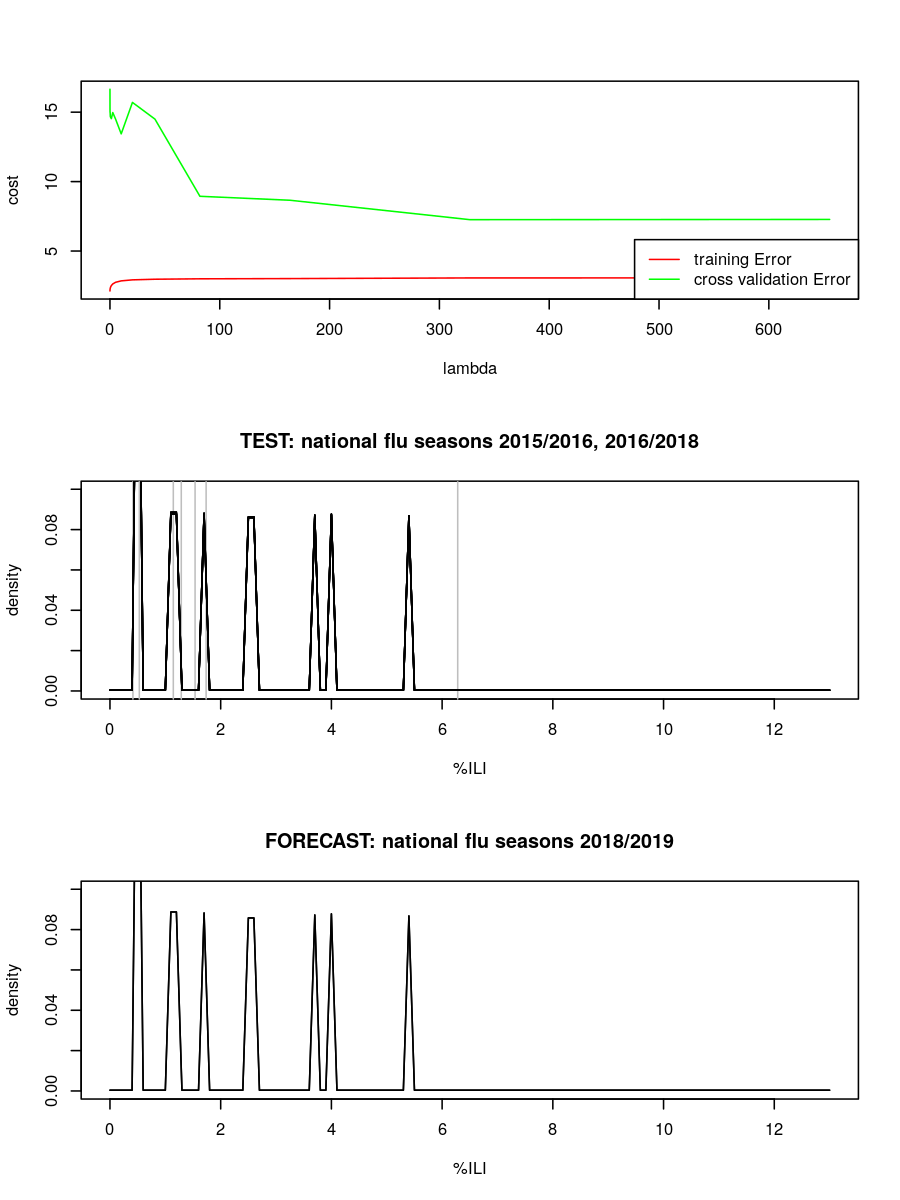 cost
15
10
5
training Error
cross validation Error
0 100 200 300 400 500 600
lambda
TEST: national flu seasons 2015/2016, 2016/2018
density
0.08
0.04
0.00
0 2 4 6 8 10 12
%ILI
FORECAST: national flu seasons 2018/2019
density
0.08
0.04
0.00
0 2 4 6 8 10 12
%ILI